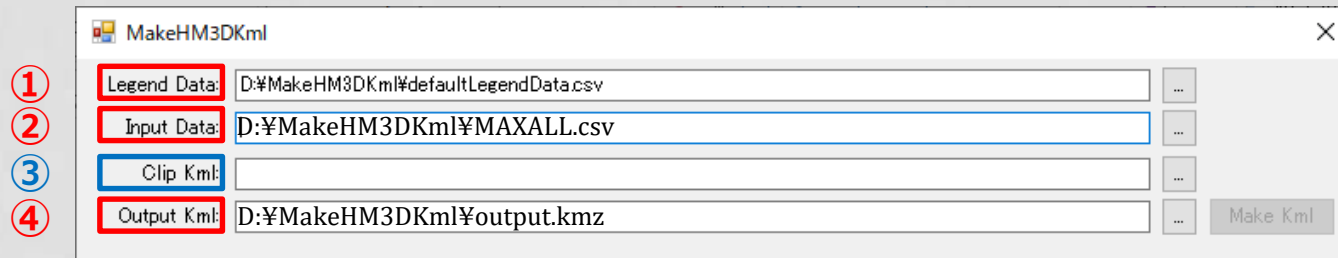 MakeHM3DKml
① Legend Data: D:¥MakeHM3DKml¥defaultLegendData.csv ...
② Input Data: D:¥MakeHM3DKml¥MAXALL.csv ...
③ Clip Kml: ...
④ Output Kml: D:¥MakeHM3DKml¥output.kmz ... Make Kml